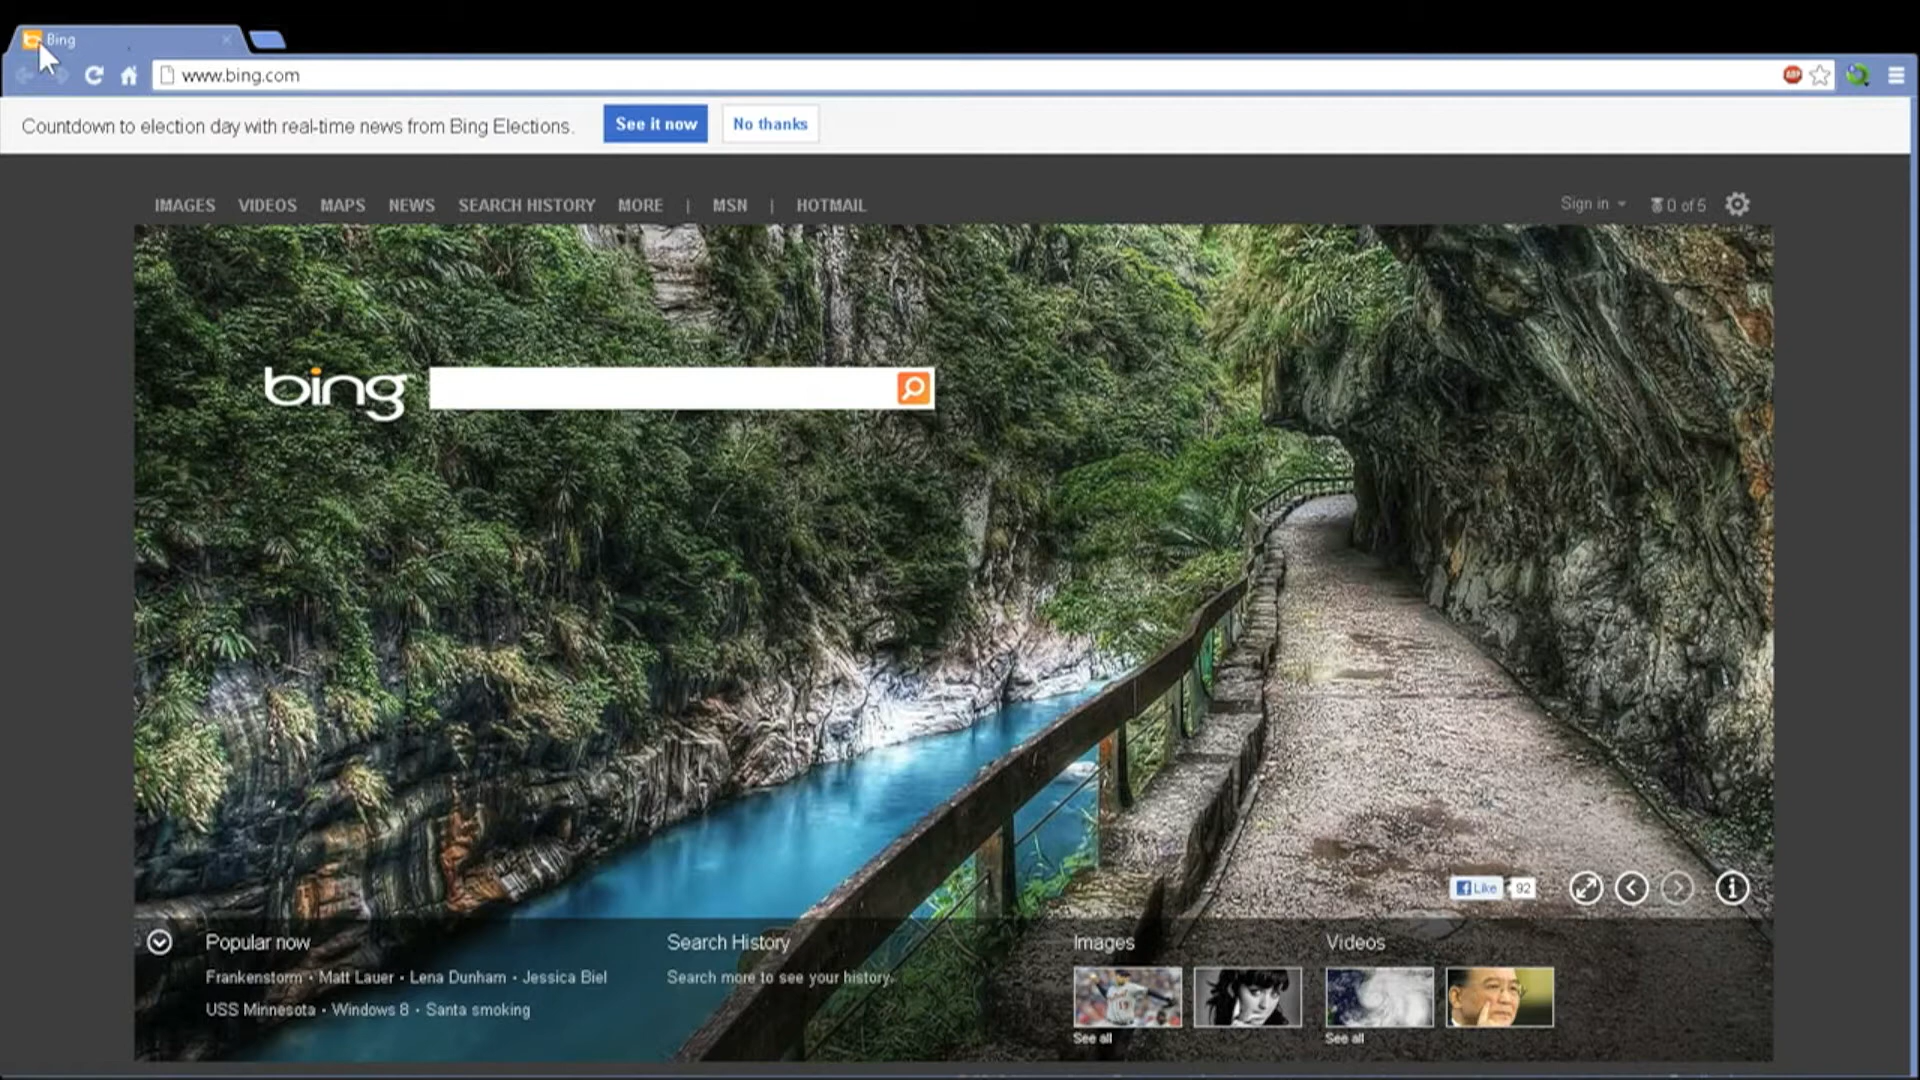 Bing
www.bing.com
ABP
Countdown to election day with real-time news from Bing Elections.
See it now
No thanks
IMAGES VIDEOS MAPS NEWS SEARCH HISTORY MORE | MSN | HOTMAIL
Sign in
0 of 5
bing
Like 92
Popular now
Frankenstorm · Matt Lauer · Lena Dunham · Jessica Biel
USS Minnesota · Windows 8 · Santa smoking
Search History
Search more to see your history.
Images
See all
Videos
See all